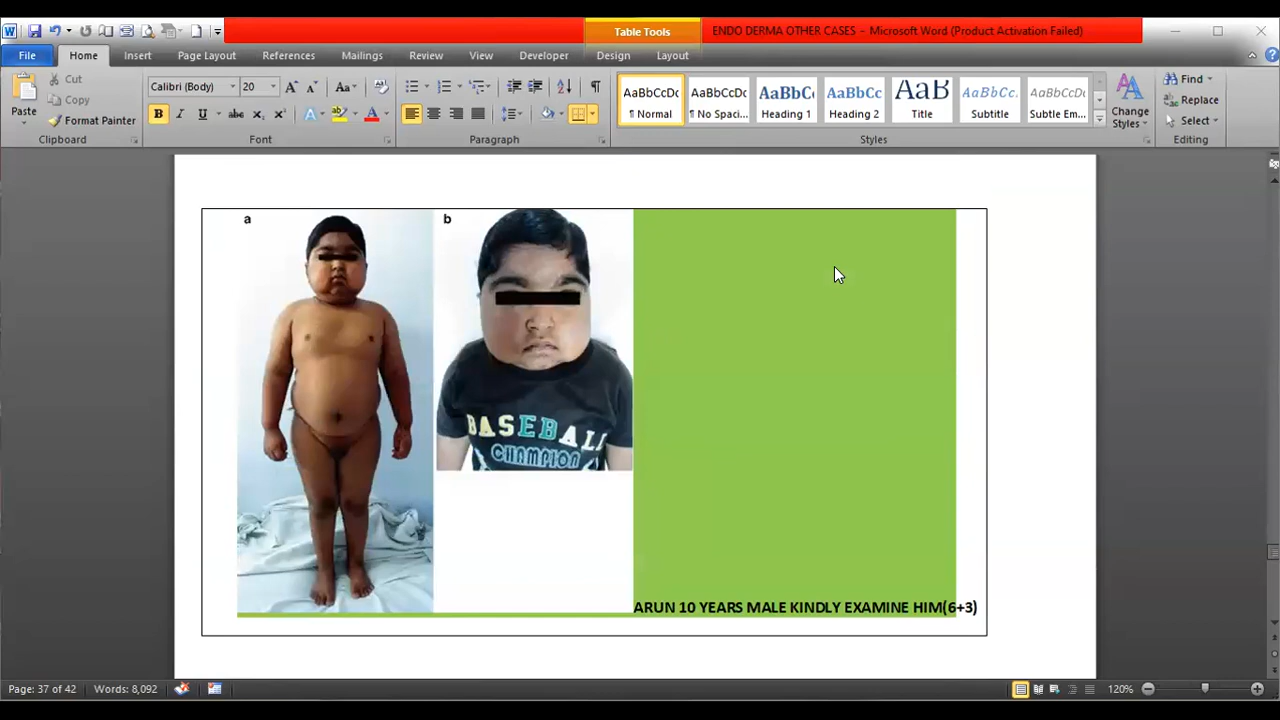 Table Tools
ENDO DERMA OTHER CASES - Microsoft Word (Product Activation Failed)
File Home Insert Page Layout References Mailings Review View Developer Design Layout
Paste
Cut
Copy
Format Painter
Clipboard
Calibri (Body) 20
Font
Paragraph
AaBbCcDc AaBbCcDc AaBbC AaBbCc AaB AaBbCc. AaBbCcDc
¶ Normal ¶ No Spaci... Heading 1 Heading 2 Title Subtitle Subtle Em...
Styles
Change Styles
Find
Replace
Select
Editing
a b
BASEBALL
CHAMPION
ARUN 10 YEARS MALE KINDLY EXAMINE HIM(6+3)
Page: 37 of 42 Words: 8,092 120%